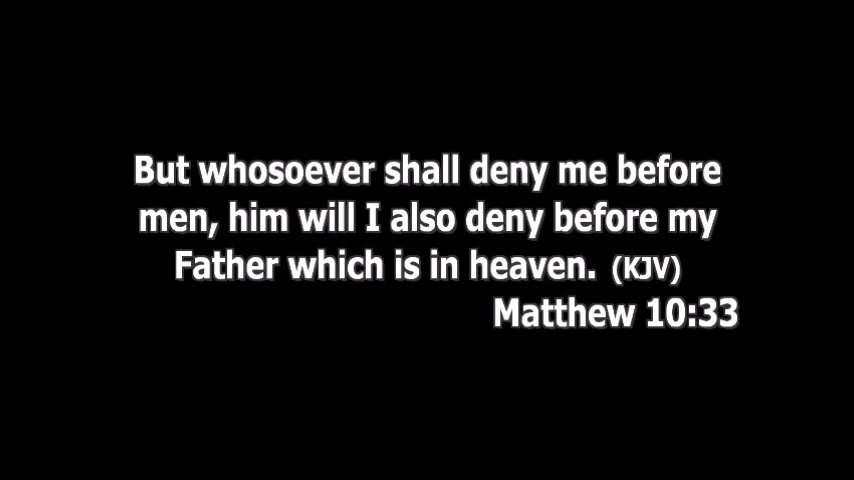 But whosoever shall deny me before
men, him will I also deny before my
Father which is in heaven. (KJV)
Matthew 10:33